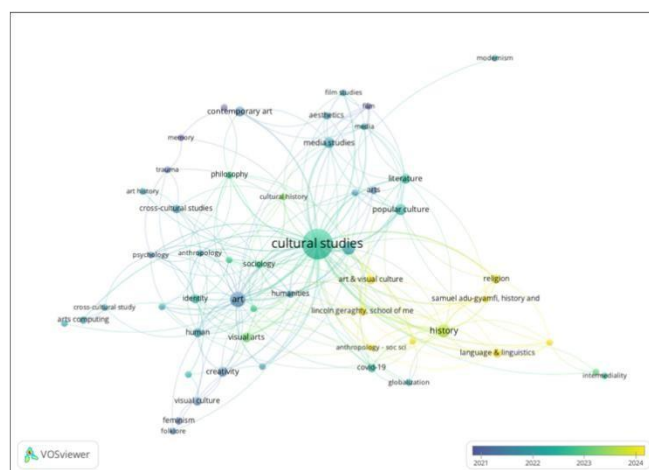 modernism
film studies
film
contemporary art
aesthetics
media
memory
media studies
trauma
philosophy
literature
art history
cultural history
arts
cross-cultural studies
popular culture
cultural studies
psychology
anthropology
sociology
art & visual culture
religion
identity
art
humanities
samuel adu-gyamfi, history and
cross-cultural study
lincoln geraghty, school of me
arts computing
human
visual arts
history
anthropology - soc sci
language & linguistics
creativity
covid-19
globalization
intermediality
visual culture
feminism
folklore
VOSviewer
2021 2022 2023 2024